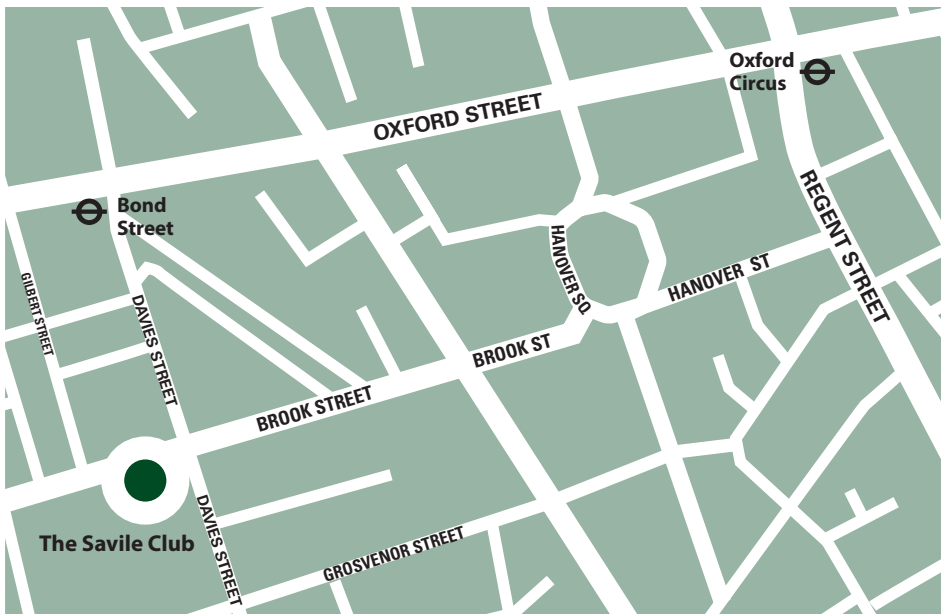 Oxford
Circus
OXFORD STREET
REGENT STREET
Bond
Street
HANOVER SQ.
HANOVER ST
GILBERT STREET
DAVIES STREET
BROOK ST
BROOK STREET
The Savile Club
DAVIES STREET
GROSVENOR STREET